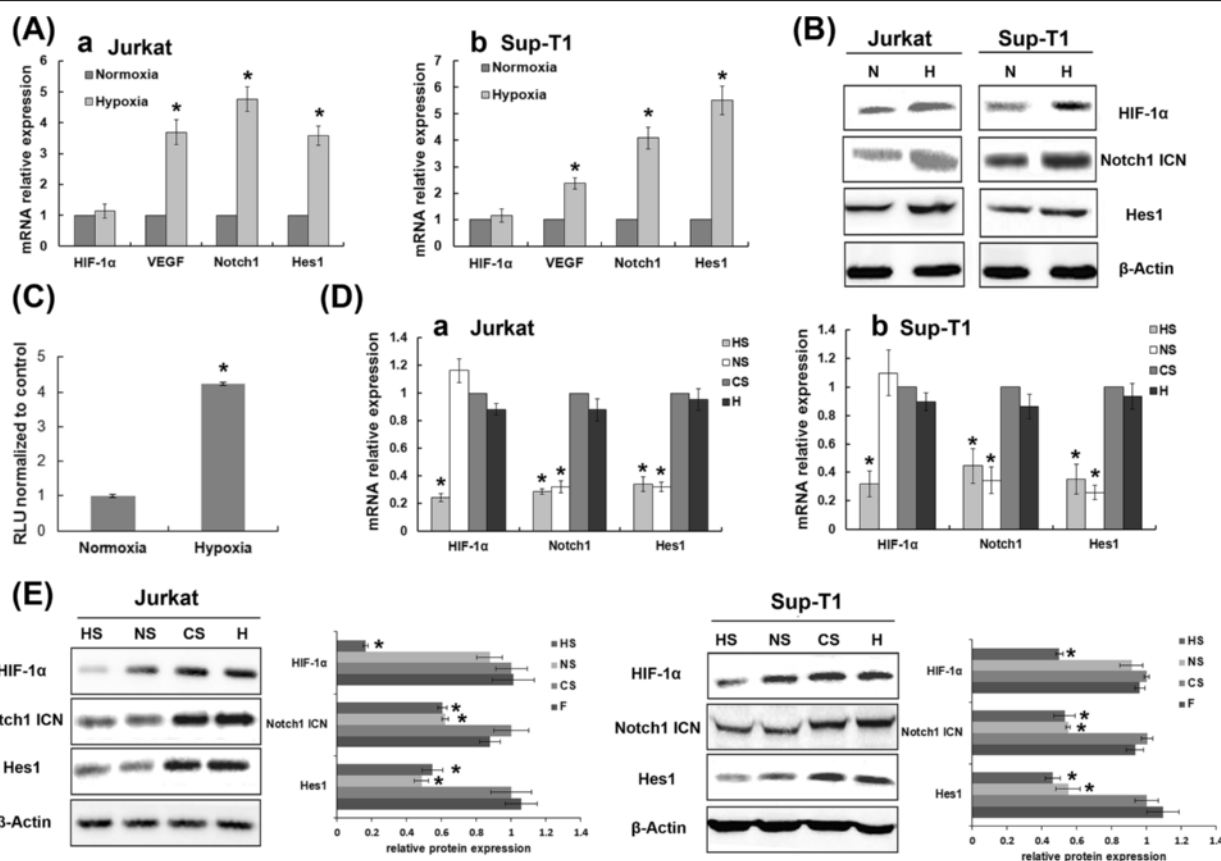 (A)
a Jurkat
mRNA relative expression
6
5
4
3
2
1
0
Normoxia
Hypoxia
*
*
*
HIF-1α VEGF Notch1 Hes1
b Sup-T1
mRNA relative expression
7
6
5
4
3
2
1
0
Normoxia
Hypoxia
*
*
*
HIF-1α VEGF Notch1 Hes1
(B)
Jurkat Sup-T1
N H N H
HIF-1α
Notch1 ICN
Hes1
β-Actin
(C)
RLU normalized to control
5
4
3
2
1
0
*
Normoxia Hypoxia
(D)
a Jurkat
mRNA relative expression
1.4
1.2
1
0.8
0.6
0.4
0.2
0
HS
NS
CS
H
*
* *
* *
HIF-1α Notch1 Hes1
b Sup-T1
mRNA relative expression
1.4
1.2
1
0.8
0.6
0.4
0.2
0
HS
NS
CS
H
*
* *
* *
HIF-1α Notch1 Hes1
(E)
Jurkat
HS NS CS H
HIF-1α
tch1 ICN
Hes1
β-Actin
HIF-1α
Notch1 ICN
Hes1
*
*
*
*
*
HS
NS
CS
F
0 0.2 0.4 0.6 0.8 1 1.2 1.4
relative protein expression
Sup-T1
HS NS CS H
HIF-1α
Notch1 ICN
Hes1
β-Actin
HIF-1α
Notch1 ICN
Hes1
*
*
*
*
*
HS
NS
CS
F
0 0.2 0.4 0.6 0.8 1 1.2 1.4
relative protein expression